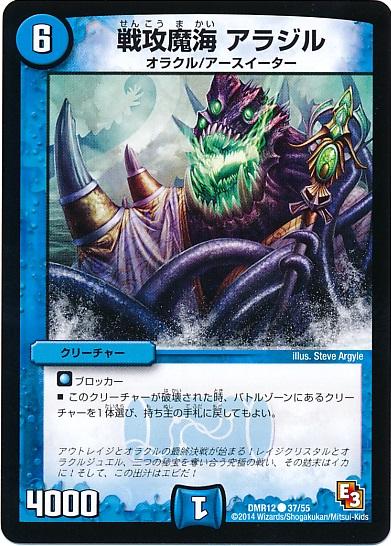 6
せんこう ま かい
戦攻魔海 アラジル
オラクル/アースイーター
illus. Steve Argyle
クリーチャー
ブロッカー
■ このクリーチャーが破壊された時、バトルゾーンにあるクリー
チャーを1体選び、持ち主の手札に戻してもよい。
アウトレイジとオラクルの最終決戦が始まる!レイジクリスタルと
オラクルジュエル、二つの秘宝を奪い合う究極の戦い、その結末はイカ
に!?そして、この出汁はエビだ!
4000
1
DMR12 ● 37/55
©2014 Wizards/Shogakukan/Mitsui-Kids
E3